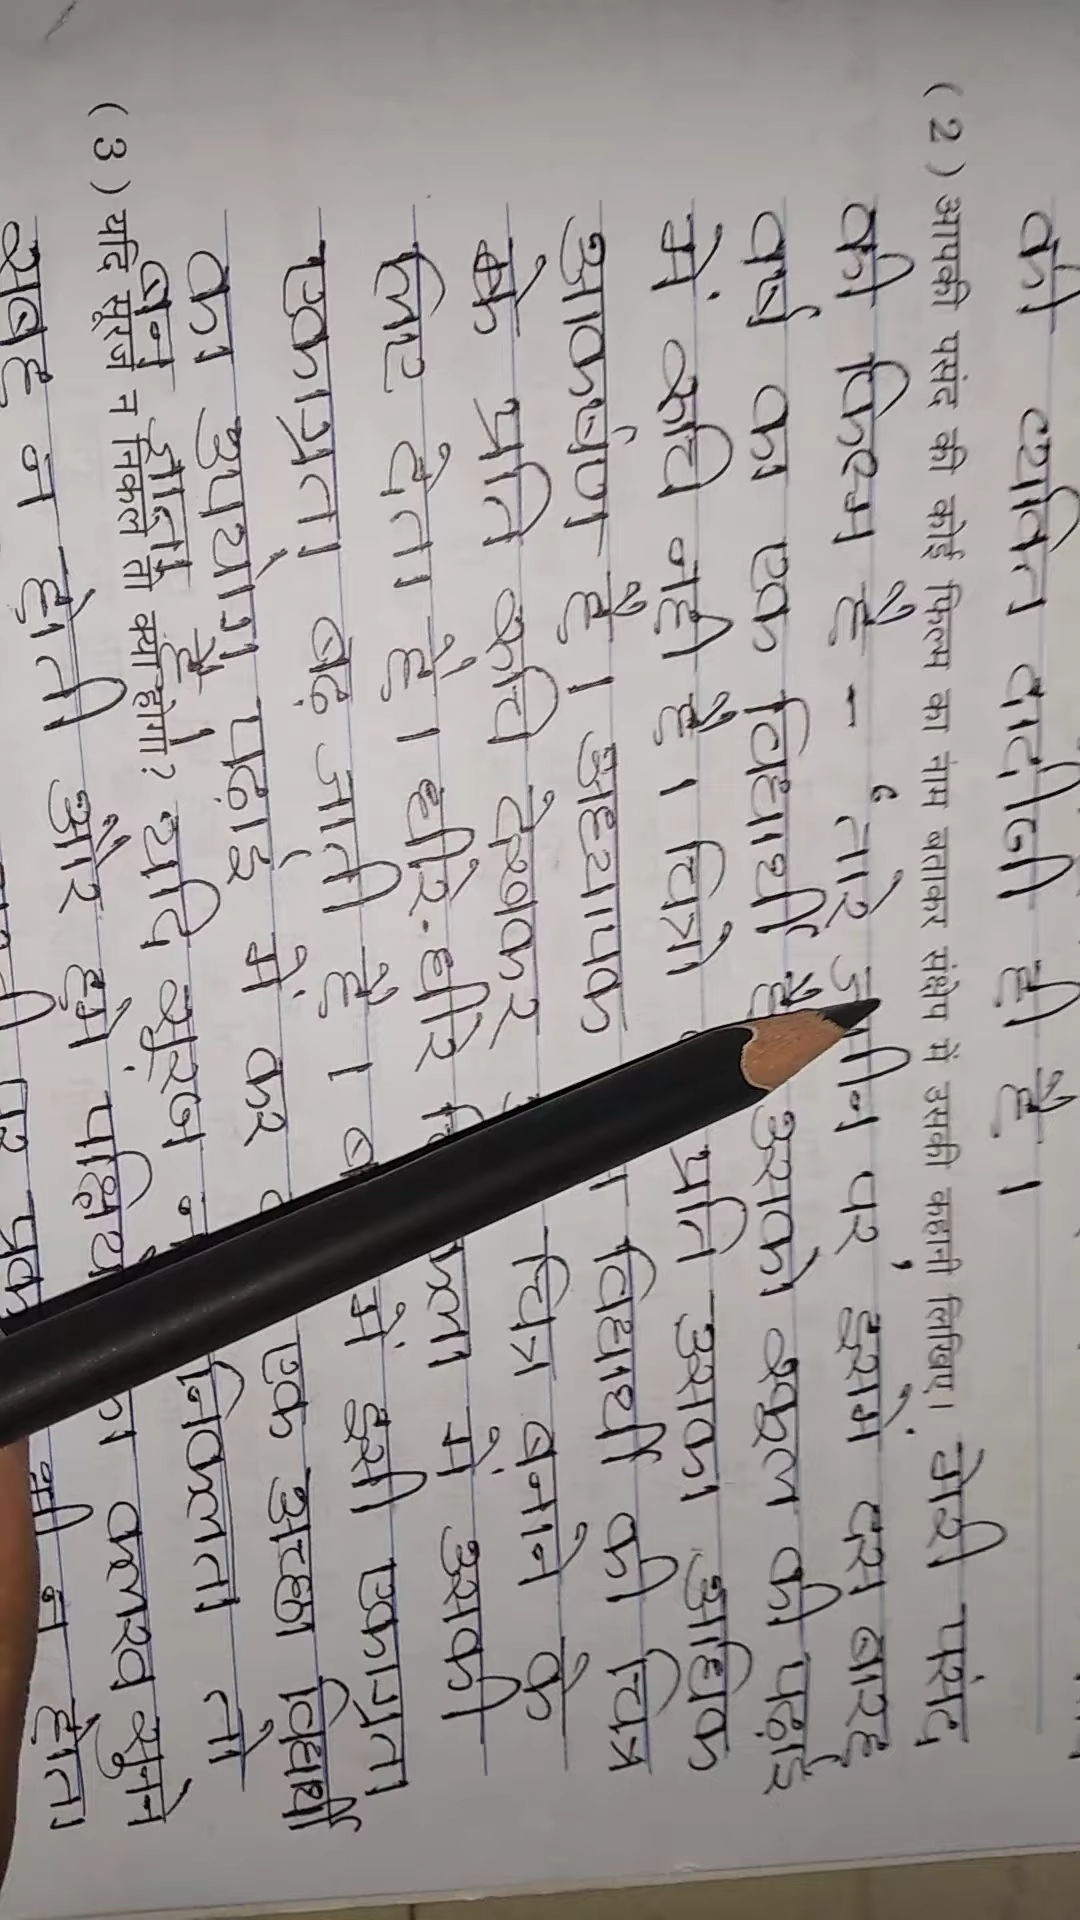 की शक्ति वाटीली ही है।
(2) आपकी पसंद की कोई फिल्म का नाम बताकर संक्षेप में उसकी कहानी लिखिए। मेरी पसंद
की फिल्म है - "तारे जमीन पर" इसमें दस बारह
वर्ष का एक विद्यार्थी है उसको स्कूल की पढ़ाई
में रूचि नहीं है। चित्रो प्रति उसका अधिक
आकर्षण है। अध्यापक विद्यार्थी की चित्र
के प्रति रूचि देखकर चित्र बनाने के
लिए देता है। धीरे-धीरे कला में उसकी
एकाग्रता बढ़ जाती है। में इसी एकाग्रता
का उपयोग पढ़ाई में कर एक अच्छा विद्यार्थी
बन जाता है।
(3) यदि सूरज न निकले तो क्या होगा? यदि सूरज न निकलता तो
सुबह न होती और हमे पक्षियों का कलरव सुनने
पर भी न होता